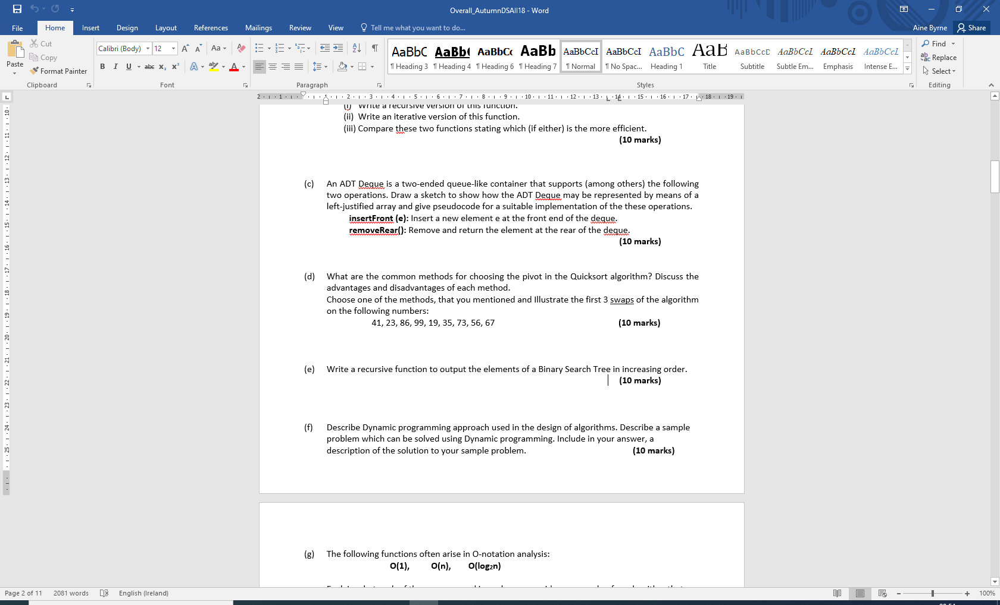 Overall_AutumnDSAll18 - Word
File
Home
Insert
Design
Layout
References
Mailings
Review
View
Tell me what you want to do...
Aine Byrne
Share
Paste
Cut
Copy
Format Painter
Clipboard
Calibri (Body)
12
Font
Paragraph
AaBbC
¶ Heading 3
AaBb(
¶ Heading 4
AaBbCc
¶ Heading 6
AaBb
¶ Heading 7
AaBbCcI
¶ Normal
AaBbCcI
¶ No Spac...
AaBbC
Heading 1
AaB
Title
AaBbCcD
Subtitle
AaBbCcL
Subtle Em...
AaBbCcL
Emphasis
AaBbCcL
Intense E...
Styles
Find
Replace
Select
Editing
(i) Write a recursive version of this function.
(ii) Write an iterative version of this function.
(iii) Compare these two functions stating which (if either) is the more efficient.
(10 marks)
(c) An ADT Deque is a two-ended queue-like container that supports (among others) the following
two operations. Draw a sketch to show how the ADT Deque may be represented by means of a
left-justified array and give pseudocode for a suitable implementation of the these operations.
insertFront (e): Insert a new element e at the front end of the deque.
removeRear(): Remove and return the element at the rear of the deque.
(10 marks)
(d) What are the common methods for choosing the pivot in the Quicksort algorithm? Discuss the
advantages and disadvantages of each method.
Choose one of the methods, that you mentioned and Illustrate the first 3 swaps of the algorithm
on the following numbers:
41, 23, 86, 99, 19, 35, 73, 56, 67 (10 marks)
(e) Write a recursive function to output the elements of a Binary Search Tree in increasing order.
(10 marks)
(f) Describe Dynamic programming approach used in the design of algorithms. Describe a sample
problem which can be solved using Dynamic programming. Include in your answer, a
description of the solution to your sample problem. (10 marks)
(g) The following functions often arise in O-notation analysis:
O(1), O(n), O(log₂n)
Page 2 of 11
2081 words
English (Ireland)
100%